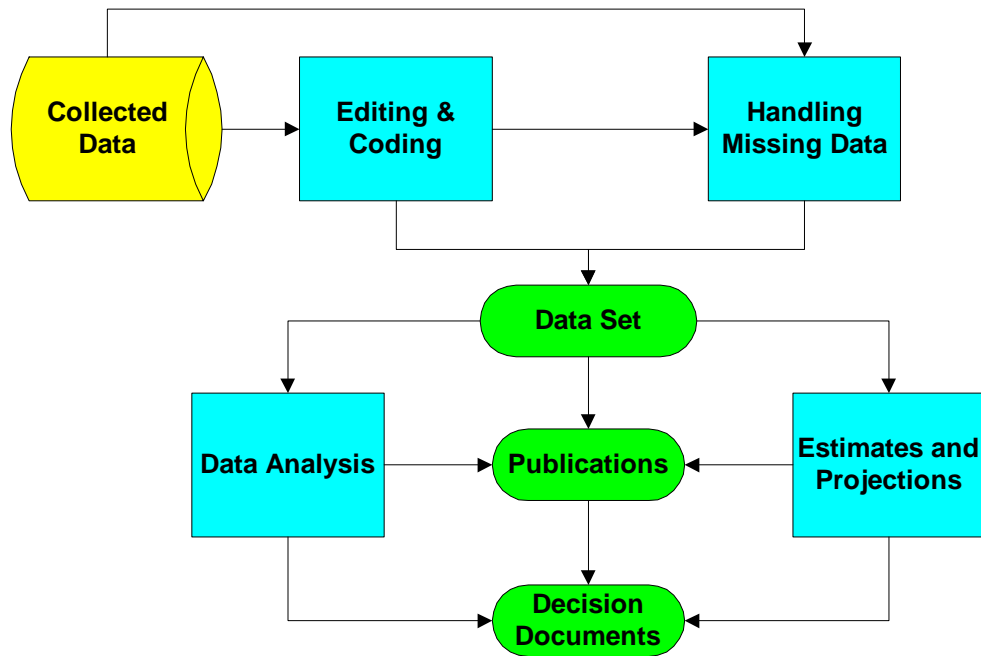 Collected
Data
Editing &
Coding
Handling
Missing Data
Data Set
Data Analysis
Publications
Estimates and
Projections
Decision
Documents